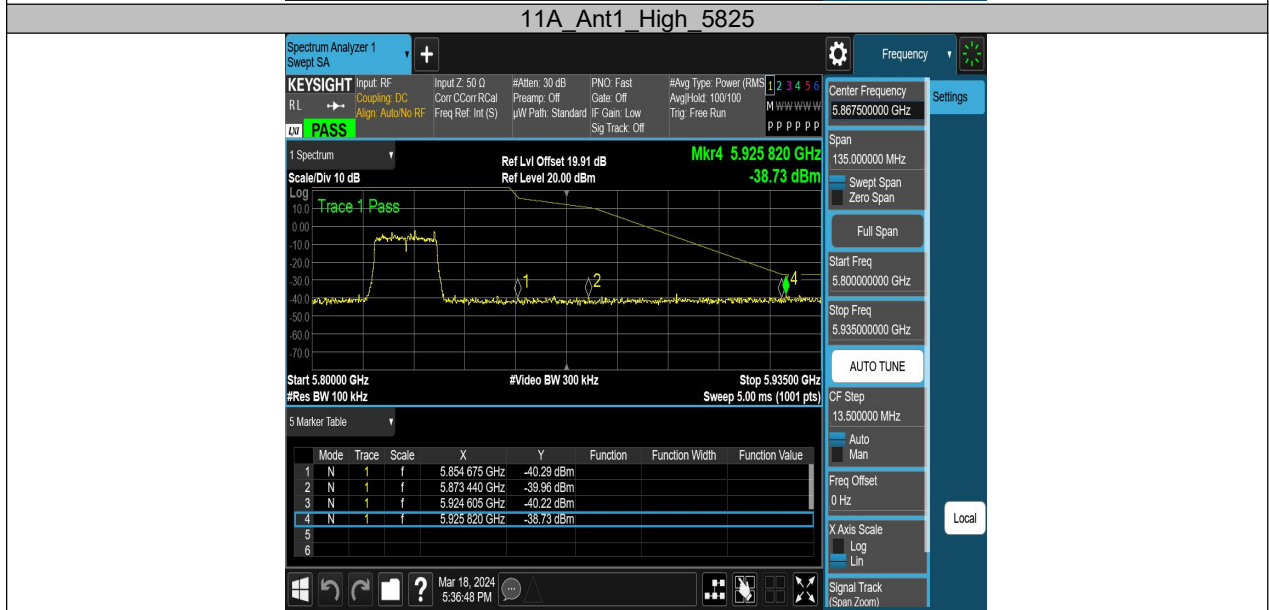 11A_Ant1_High_5825
Spectrum Analyzer 1
Swept SA
+
Frequency
KEYSIGHT
RL
LXI
PASS
Input: RF
Coupling: DC
Align: Auto/No RF
Input Z: 50 Ω
Corr CCorr RCal
Freq Ref: Int (S)
#Atten: 30 dB
Preamp: Off
µW Path: Standard
PNO: Fast
Gate: Off
IF Gain: Low
Sig Track: Off
#Avg Type: Power (RMS
Avg|Hold: 100/100
Trig: Free Run
1 2 3 4 5 6
M W W W W W
P P P P P P
1 Spectrum
Scale/Div 10 dB
Ref Lvl Offset 19.91 dB
Ref Level 20.00 dBm
Mkr4 5.925 820 GHz
-38.73 dBm
Log
Trace 1 Pass
10.0
0.00
-10.0
-20.0
-30.0
-40.0
-50.0
-60.0
-70.0
1
2
4
Start 5.80000 GHz
#Res BW 100 kHz
#Video BW 300 kHz
Stop 5.93500 GHz
Sweep 5.00 ms (1001 pts)
5 Marker Table
Mode Trace Scale X Y Function Function Width Function Value
1 N 1 f 5.854 675 GHz -40.29 dBm
2 N 1 f 5.873 440 GHz -39.96 dBm
3 N 1 f 5.924 605 GHz -40.22 dBm
4 N 1 f 5.925 820 GHz -38.73 dBm
5
6
?
Mar 18, 2024
5:36:48 PM
Center Frequency
5.867500000 GHz
Settings
Span
135.000000 MHz
Swept Span
Zero Span
Full Span
Start Freq
5.800000000 GHz
Stop Freq
5.935000000 GHz
AUTO TUNE
CF Step
13.500000 MHz
Auto
Man
Freq Offset
0 Hz
X Axis Scale
Log
Lin
Local
Signal Track
(Span Zoom)